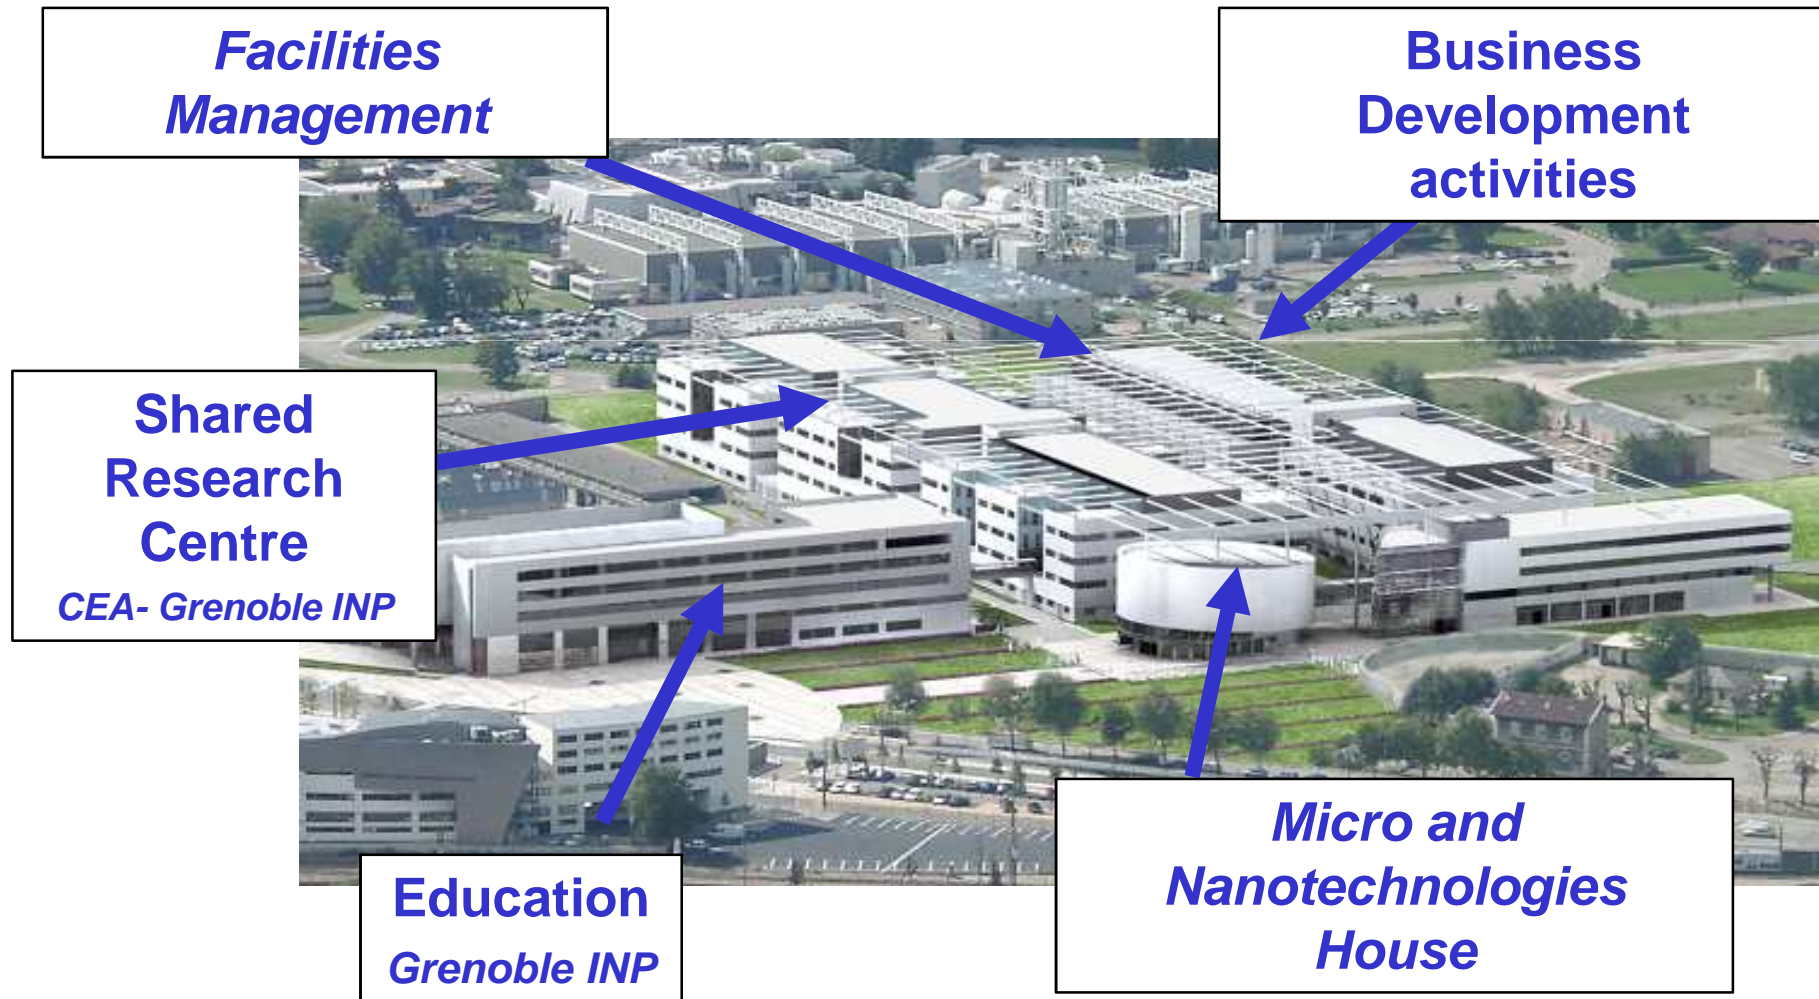 Facilities
Management
Business
Development
activities
Shared
Research
Centre
CEA- Grenoble INP
Education
Grenoble INP
Micro and
Nanotechnologies
House